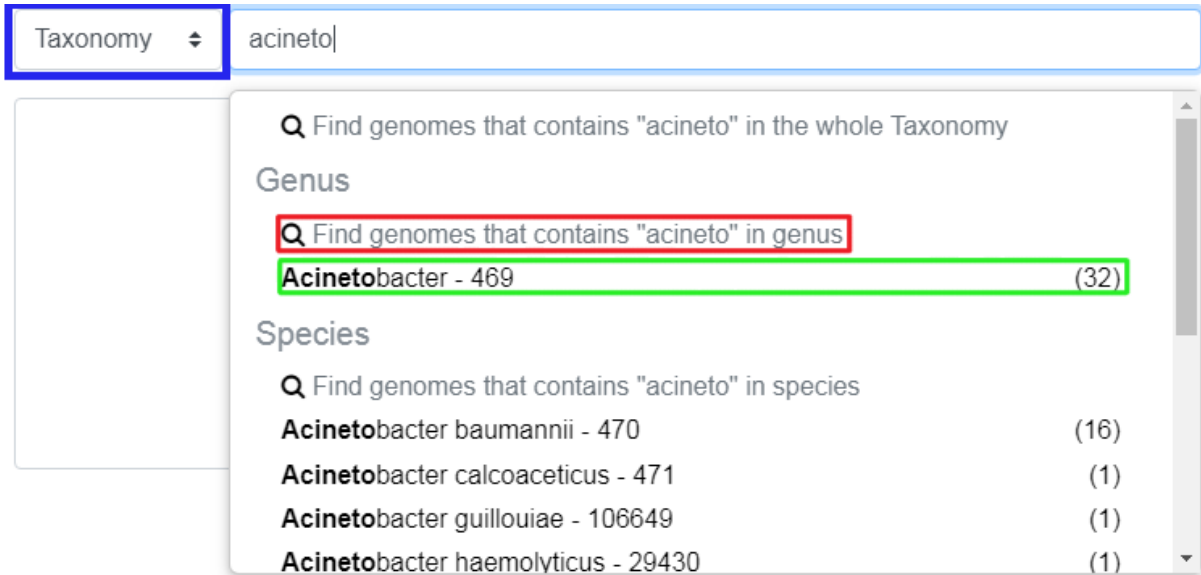 Taxonomy acineto
Find genomes that contains "acineto" in the whole Taxonomy
Genus
Find genomes that contains "acineto" in genus
Acinetobacter - 469 (32)
Species
Find genomes that contains "acineto" in species
Acinetobacter baumannii - 470 (16)
Acinetobacter calcoaceticus - 471 (1)
Acinetobacter guillouiae - 106649 (1)
Acinetobacter haemolyticus - 29430 (1)